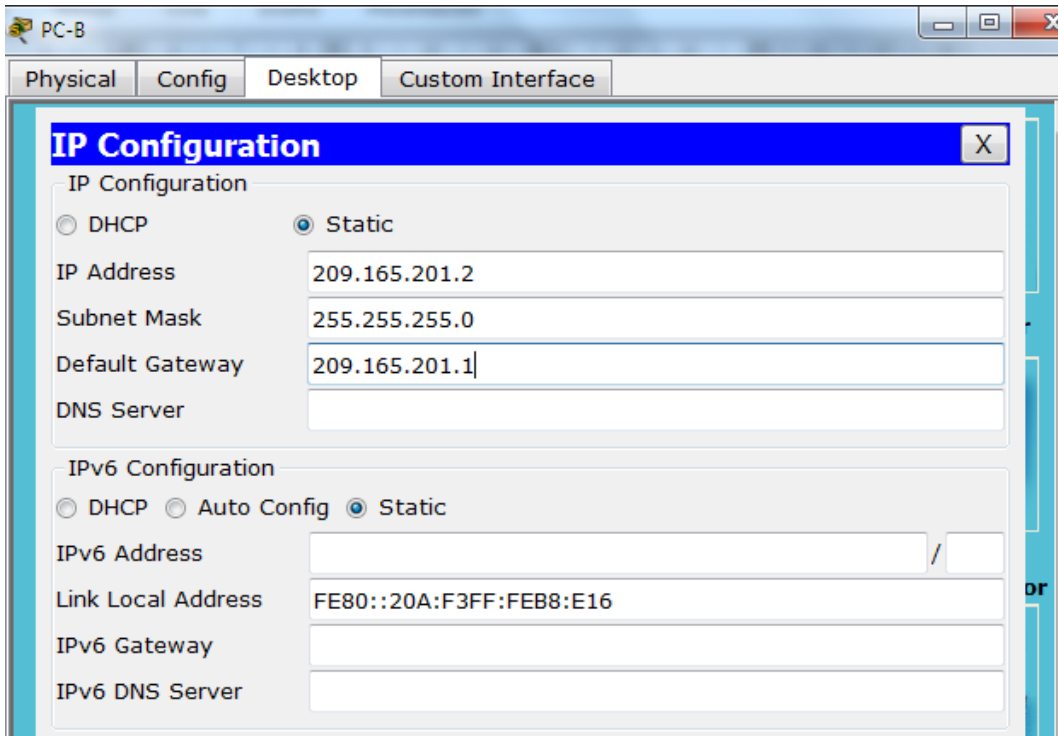 PC-B
Physical Config Desktop Custom Interface
IP Configuration X
IP Configuration
DHCP Static
IP Address 209.165.201.2
Subnet Mask 255.255.255.0
Default Gateway 209.165.201.1
DNS Server
IPv6 Configuration
DHCP Auto Config Static
IPv6 Address /
Link Local Address FE80::20A:F3FF:FEB8:E16
or
IPv6 Gateway
IPv6 DNS Server